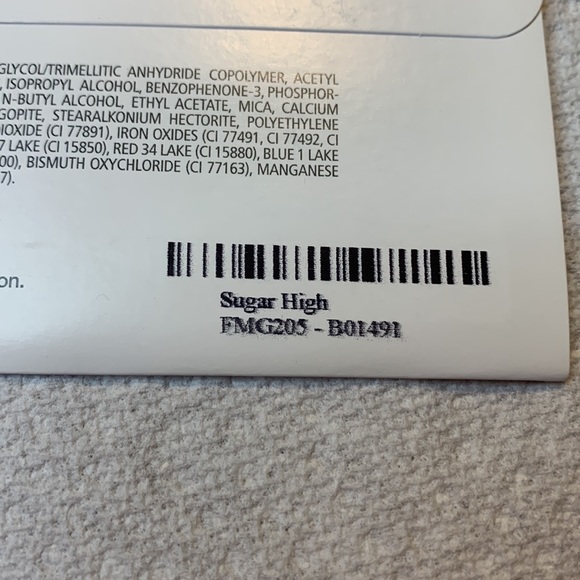 GLYCOL/TRIMELLITIC ANHYDRIDE COPOLYMER, ACETYL
, ISOPROPYL ALCOHOL, BENZOPHENONE-3, PHOSPHOR-
N-BUTYL ALCOHOL, ETHYL ACETATE, MICA, CALCIUM
GOPITE, STEARALKONIUM HECTORITE, POLYETHYLENE
IOXIDE (CI 77891), IRON OXIDES (CI 77491, CI 77492, CI
7 LAKE (CI 15850), RED 34 LAKE (CI 15880), BLUE 1 LAKE
00), BISMUTH OXYCHLORIDE (CI 77163), MANGANESE
7).
on.
Sugar High
FMG205 - B01491